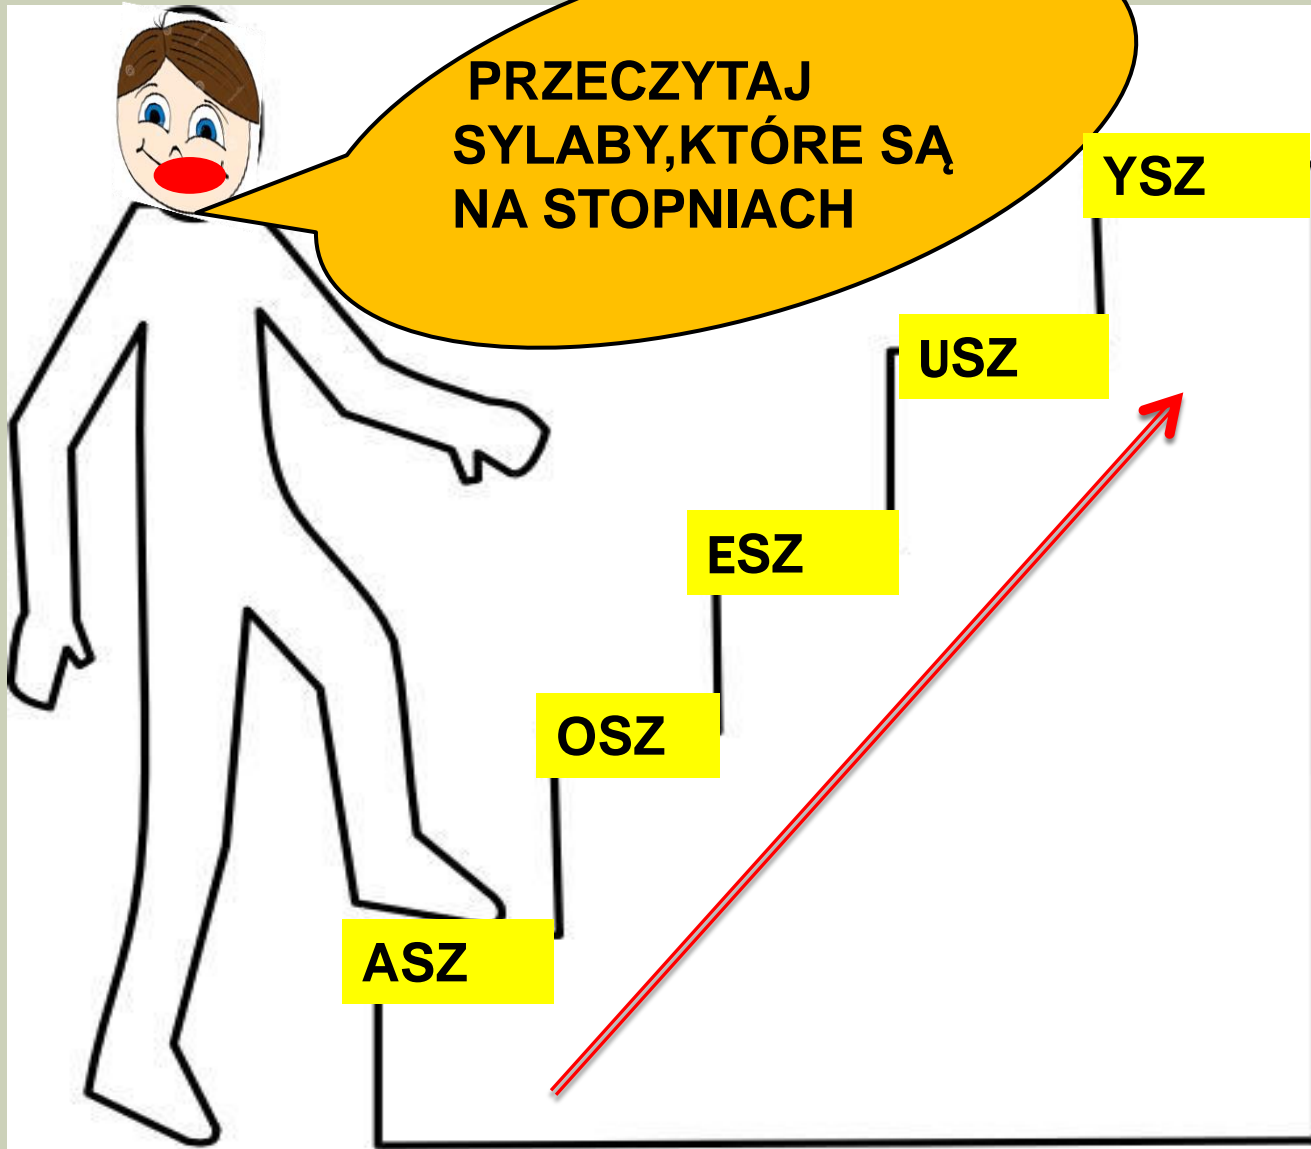 PRZECZYTAJ
SYLABY,KTÓRE SĄ
NA STOPNIACH
YSZ
USZ
ESZ
OSZ
ASZ